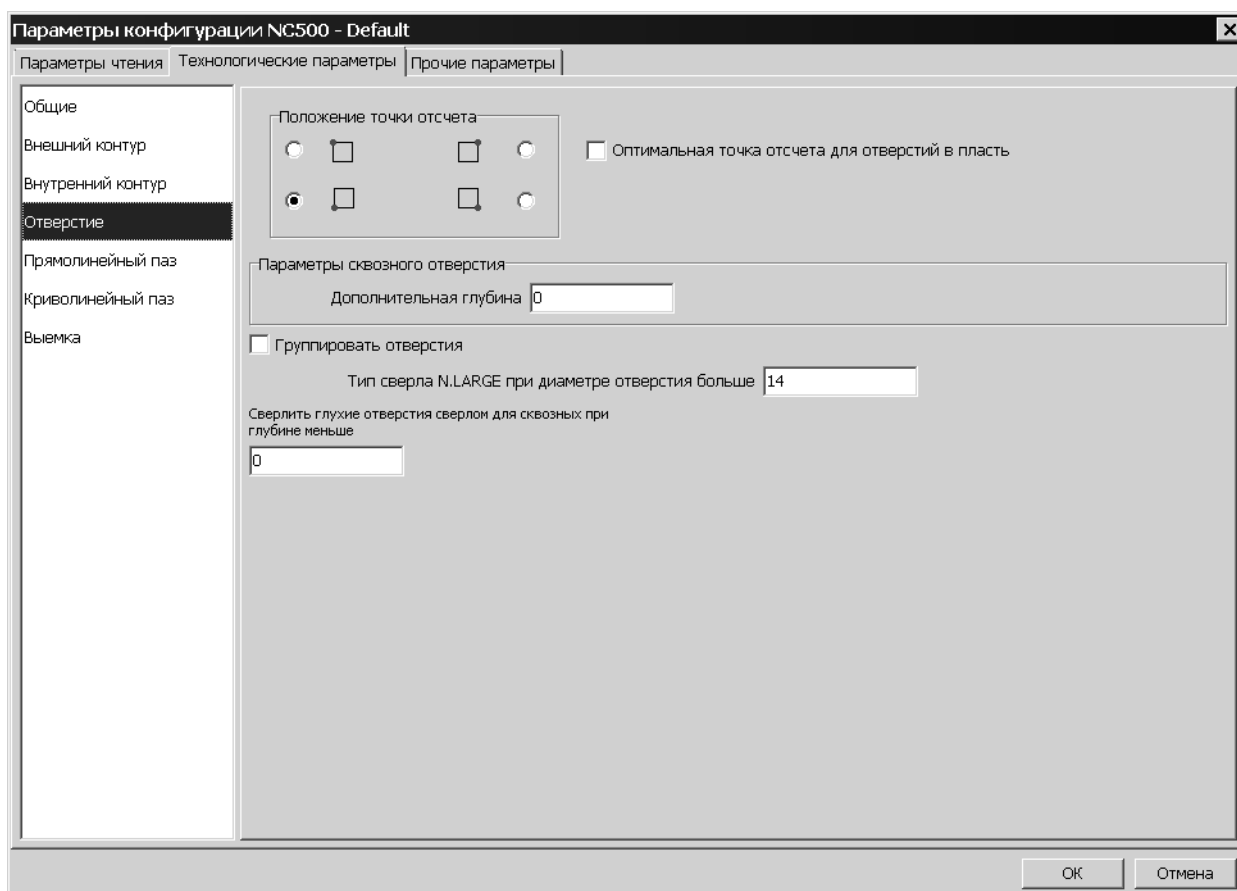 Параметры конфигурации NC500 - Default
Параметры чтения Технологические параметры Прочие параметры
Общие
Внешний контур
Внутренний контур
Отверстие
Прямолинейный паз
Криволинейный паз
Выемка
Положение точки отсчета
Оптимальная точка отсчета для отверстий в пласть
Параметры сквозного отверстия
Дополнительная глубина 0
Группировать отверстия
Тип сверла N.LARGE при диаметре отверстия больше 14
Сверлить глухие отверстия сверлом для сквозных при
глубине меньше
0
ОК Отмена